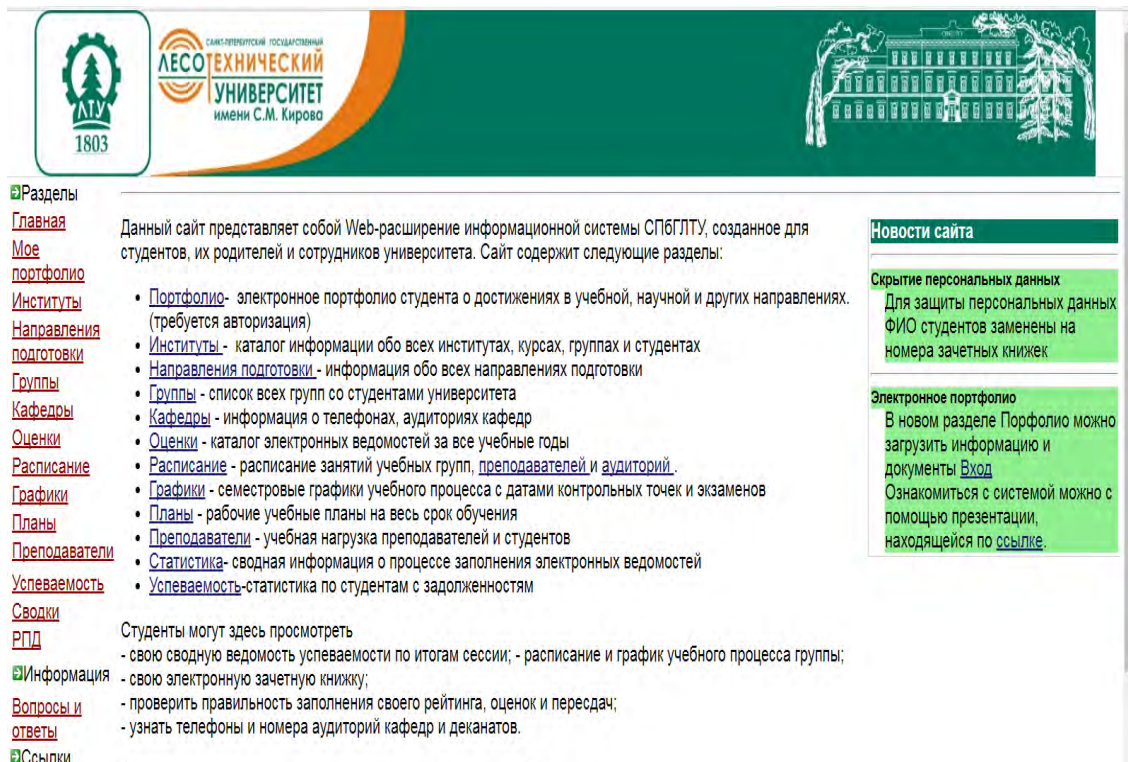 ЛТУ
1803
САНКТ-ПЕТЕРБУРГСКИЙ ГОСУДАРСТВЕННЫЙ
ЛЕСОТЕХНИЧЕСКИЙ
УНИВЕРСИТЕТ
имени С.М. Кирова
Разделы
Главная
Мое
портфолио
Институты
Направления
подготовки
Группы
Кафедры
Оценки
Расписание
Графики
Планы
Преподаватели
Успеваемость
Сводки
РПД
Информация
Вопросы и
ответы
Ссылки
Данный сайт представляет собой Web-расширение информационной системы СПбГЛТУ, созданное для
студентов, их родителей и сотрудников университета. Сайт содержит следующие разделы:
• Портфолио- электронное портфолио студента о достижениях в учебной, научной и других направлениях.
(требуется авторизация)
• Институты - каталог информации обо всех институтах, курсах, группах и студентах
• Направления подготовки - информация обо всех направлениях подготовки
• Группы - список всех групп со студентами университета
• Кафедры - информация о телефонах, аудиториях кафедр
• Оценки - каталог электронных ведомостей за все учебные годы
• Расписание - расписание занятий учебных групп, преподавателей и аудиторий .
• Графики - семестровые графики учебного процесса с датами контрольных точек и экзаменов
• Планы - рабочие учебные планы на весь срок обучения
• Преподаватели - учебная нагрузка преподавателей и студентов
• Статистика- сводная информация о процессе заполнения электронных ведомостей
• Успеваемость-статистика по студентам с задолженностям
Студенты могут здесь просмотреть
- свою сводную ведомость успеваемости по итогам сессии; - расписание и график учебного процесса группы;
- свою электронную зачетную книжку;
- проверить правильность заполнения своего рейтинга, оценок и пересдач;
- узнать телефоны и номера аудиторий кафедр и деканатов.
Новости сайта
Скрытие персональных данных
Для защиты персональных данных
ФИО студентов заменены на
номера зачетных книжек
Электронное портфолио
В новом разделе Порфолио можно
загрузить информацию и
документы Вход
Ознакомиться с системой можно с
помощью презентации,
находящейся по ссылке.